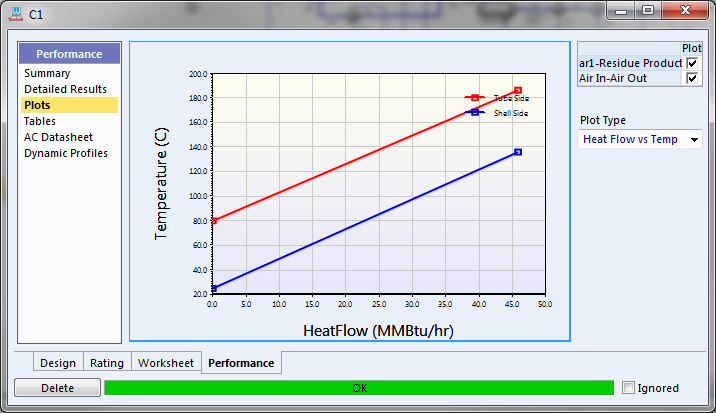 C1
Performance
Summary
Detailed Results
Plots
Tables
AC Datasheet
Dynamic Profiles
200.0
180.0
160.0
140.0
120.0
100.0
80.0
60.0
40.0
20.0
Temperature (C)
Tube Side
Shell Side
0.0 5.0 10.0 15.0 20.0 25.0 30.0 35.0 40.0 45.0 50.0
HeatFlow (MMBtu/hr)
Plot
ar1-Residue Product
Air In-Air Out
Plot Type
Heat Flow vs Temp
Design Rating Worksheet Performance
Delete OK Ignored